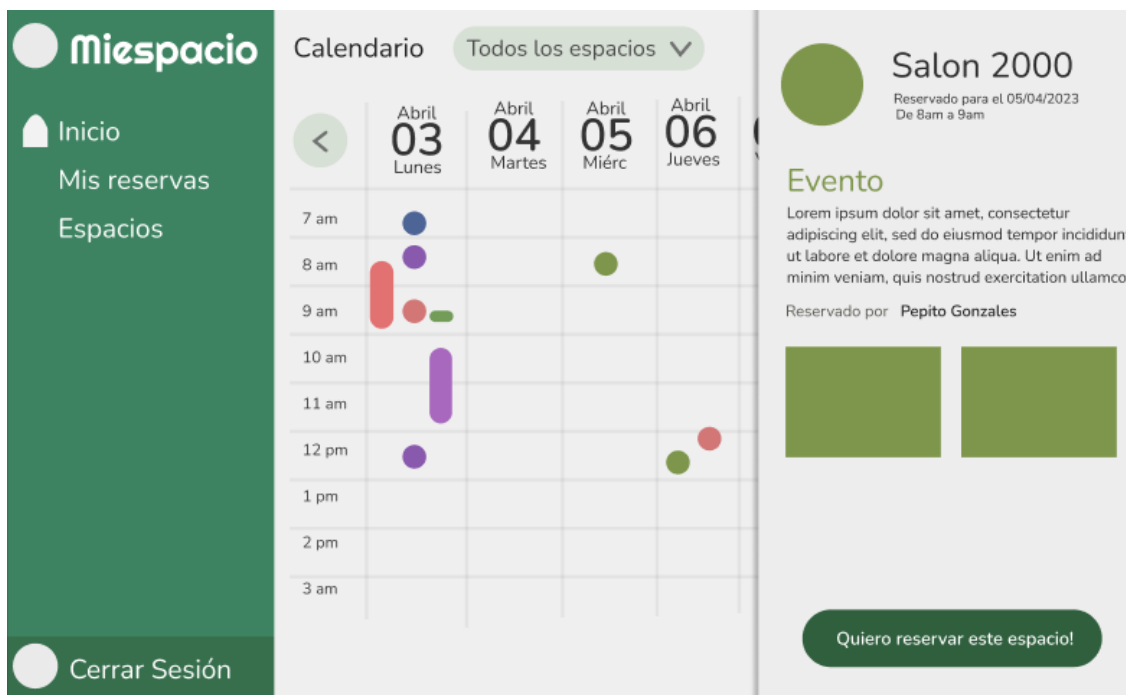 Miespacio
Inicio
Mis reservas
Espacios
Cerrar Sesión
Calendario
Todos los espacios
Abril
03
Lunes
Abril
04
Martes
Abril
05
Miérc
Abril
06
Jueves
7 am
8 am
9 am
10 am
11 am
12 pm
1 pm
2 pm
3 am
Salon 2000
Reservado para el 05/04/2023
De 8am a 9am
Evento
Lorem ipsum dolor sit amet, consectetur
adipiscing elit, sed do eiusmod tempor incididun
ut labore et dolore magna aliqua. Ut enim ad
minim veniam, quis nostrud exercitation ullamco
Reservado por Pepito Gonzales
Quiero reservar este espacio!